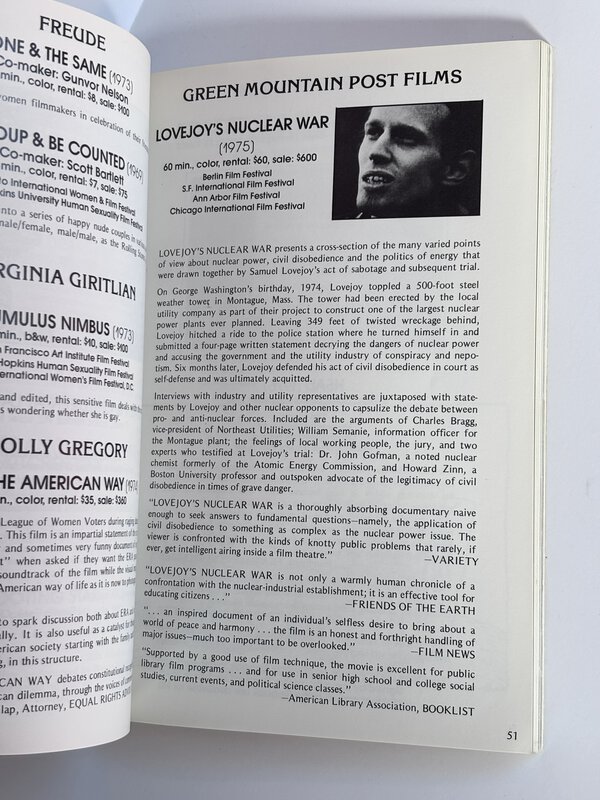 FREUDE
ONE & THE SAME (1973)
Co-maker: Gunvor Nelson
min., color, rental: $8, sale: $100
women filmmakers in celebration of their
OUP & BE COUNTED (1969)
Co-maker: Scott Bartlett
min., color, rental: $7, sale: $75
to International Women & Film Festival
pkins University Human Sexuality Film Festival
into a series of happy nude couples in
male/female, male/male, as the Rolling
RGINIA GIRITLIAN
UMULUS NIMBUS (1973)
min., b&w, rental: $10, sale: $100
n Francisco Art Institute Film Festival
Hopkins Human Sexuality Film Festival
ernational Women's Film Festival, D.C.
and edited, this sensitive film deals with
s wondering whether she is gay.
OLLY GREGORY
HE AMERICAN WAY
n., color, rental: $35, sale: $360
League of Women Voters during
. This film is an impartial statement of
r and sometimes very funny document
t" when asked if they want the ERA
soundtrack of the film while the visual
American way of life as it is now
to spark discussion both about ERA and
ally. It is also useful as a catalyst for
merican society starting with the family
g, in this structure.
ICAN WAY debates constitutional
can dilemma, through the voices of
lap, Attorney, EQUAL RIGHTS
GREEN MOUNTAIN POST FILMS
LOVEJOY'S NUCLEAR WAR
(1975)
60 min., color, rental: $60, sale: $600
Berlin Film Festival
S.F. International Film Festival
Ann Arbor Film Festival
Chicago International Film Festival
LOVEJOY'S NUCLEAR WAR presents a cross-section of the many varied points
of view about nuclear power, civil disobedience and the politics of energy that
were drawn together by Samuel Lovejoy's act of sabotage and subsequent trial.
On George Washington's birthday, 1974, Lovejoy toppled a 500-foot steel
weather tower in Montague, Mass. The tower had been erected by the local
utility company as part of their project to construct one of the largest nuclear
power plants ever planned. Leaving 349 feet of twisted wreckage behind,
Lovejoy hitched a ride to the police station where he turned himself in and
submitted a four-page written statement decrying the dangers of nuclear power
and accusing the government and the utility industry of conspiracy and nepo-
tism. Six months later, Lovejoy defended his act of civil disobedience in court as
self-defense and was ultimately acquitted.
Interviews with industry and utility representatives are juxtaposed with state-
ments by Lovejoy and other nuclear opponents to capsulize the debate between
pro- and anti-nuclear forces. Included are the arguments of Charles Bragg,
vice-president of Northeast Utilities; William Semanie, information officer for
the Montague plant; the feelings of local working people, the jury, and two
experts who testified at Lovejoy's trial: Dr. John Gofman, a noted nuclear
chemist formerly of the Atomic Energy Commission, and Howard Zinn, a
Boston University professor and outspoken advocate of the legitimacy of civil
disobedience in times of grave danger.
"LOVEJOY'S NUCLEAR WAR is a thoroughly absorbing documentary naive
enough to seek answers to fundamental questions—namely, the application of
civil disobedience to something as complex as the nuclear power issue. The
viewer is confronted with the kinds of knotty public problems that rarely, if
ever, get intelligent airing inside a film theatre."
—VARIETY
"LOVEJOY'S NUCLEAR WAR is not only a warmly human chronicle of a
confrontation with the nuclear-industrial establishment; it is an effective tool for
educating citizens . . ."
—FRIENDS OF THE EARTH
". . . an inspired document of an individual's selfless desire to bring about a
world of peace and harmony . . . the film is an honest and forthright handling of
major issues—much too important to be overlooked."
—FILM NEWS
"Supported by a good use of film technique, the movie is excellent for public
library film programs . . . and for use in senior high school and college social
studies, current events, and political science classes."
—American Library Association, BOOKLIST
51